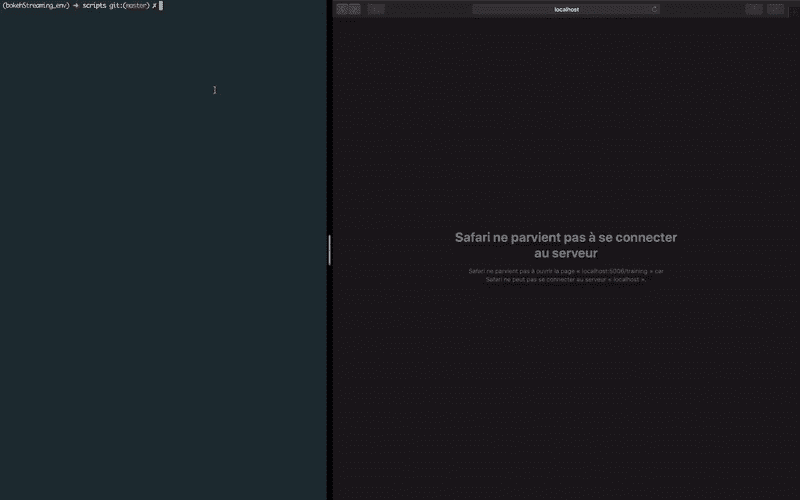 (bokehStreaming_env) ➜ scripts git:(master) ✗
localhost
Safari ne parvient pas à se connecter
au serveur
Safari ne parvient pas à ouvrir la page « localhost:5006/training » car
Safari ne peut pas se connecter au serveur « localhost ».